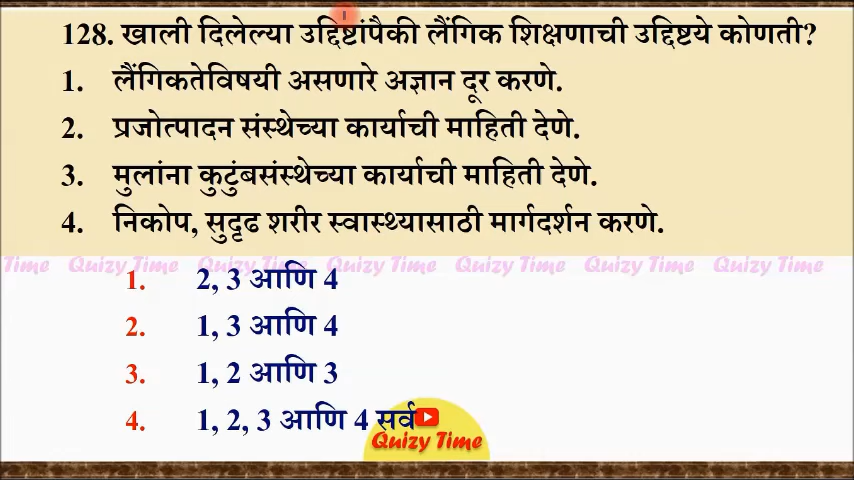 128. खाली दिलेल्या उद्दिष्टांपैकी लैंगिक शिक्षणाची उद्दिष्टये कोणती?
1. लैंगिकतेविषयी असणारे अज्ञान दूर करणे.
2. प्रजोत्पादन संस्थेच्या कार्याची माहिती देणे.
3. मुलांना कुटुंबसंस्थेच्या कार्याची माहिती देणे.
4. निकोप, सुदृढ शरीर स्वास्थ्यासाठी मार्गदर्शन करणे.
Time Quizy Time Quizy Time Quizy Time Quizy Time Quizy Time Quizy Time
1. 2, 3 आणि 4
2. 1, 3 आणि 4
3. 1, 2 आणि 3
4. 1, 2, 3 आणि 4 सर्व
Quizy Time